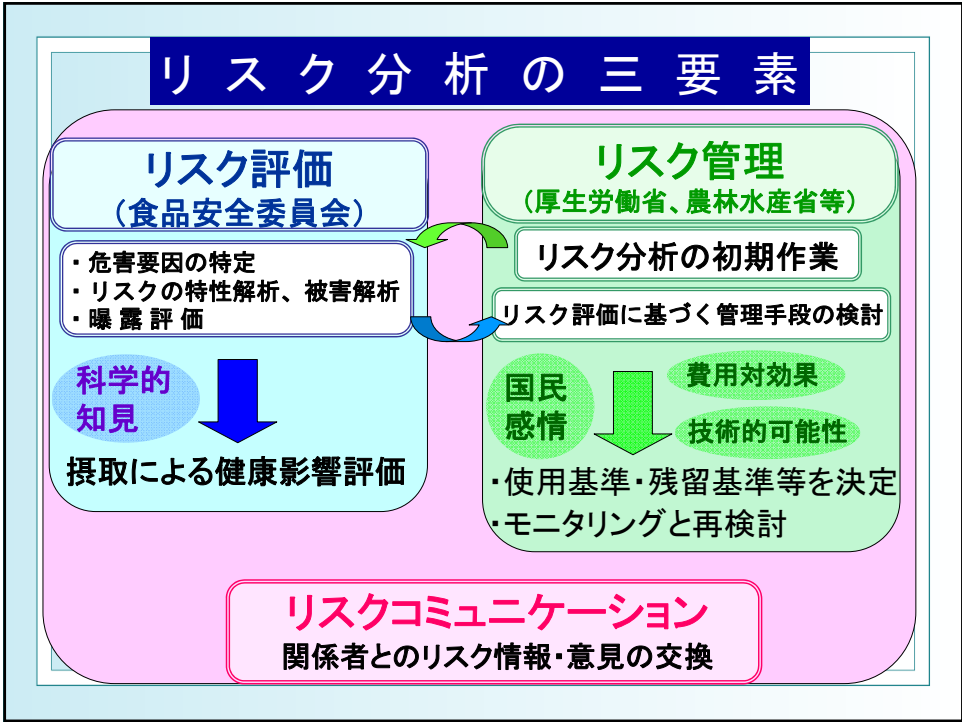 リスク分析の三要素
リスク評価
（食品安全委員会）
・危害要因の特定
・リスクの特性解析、被害解析
・曝露評価
科学的
知見
摂取による健康影響評価
リスク管理
（厚生労働省、農林水産省等）
リスク分析の初期作業
リスク評価に基づく管理手段の検討
国民
感情
費用対効果
技術的可能性
・使用基準・残留基準等を決定
・モニタリングと再検討
リスクコミュニケーション
関係者とのリスク情報・意見の交換